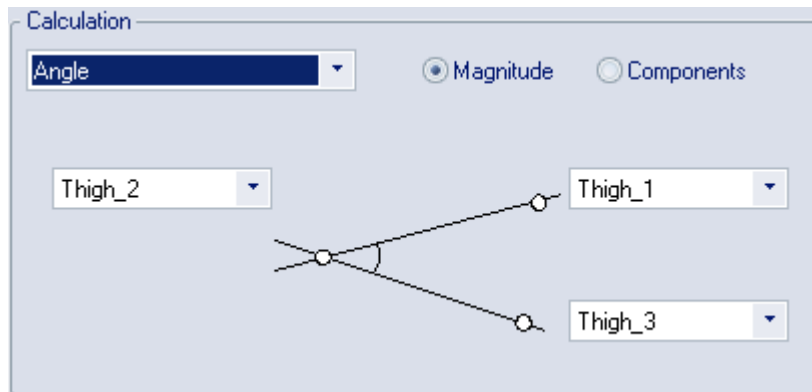 Calculation
Angle
Magnitude
Components
Thigh_2
Thigh_1
Thigh_3